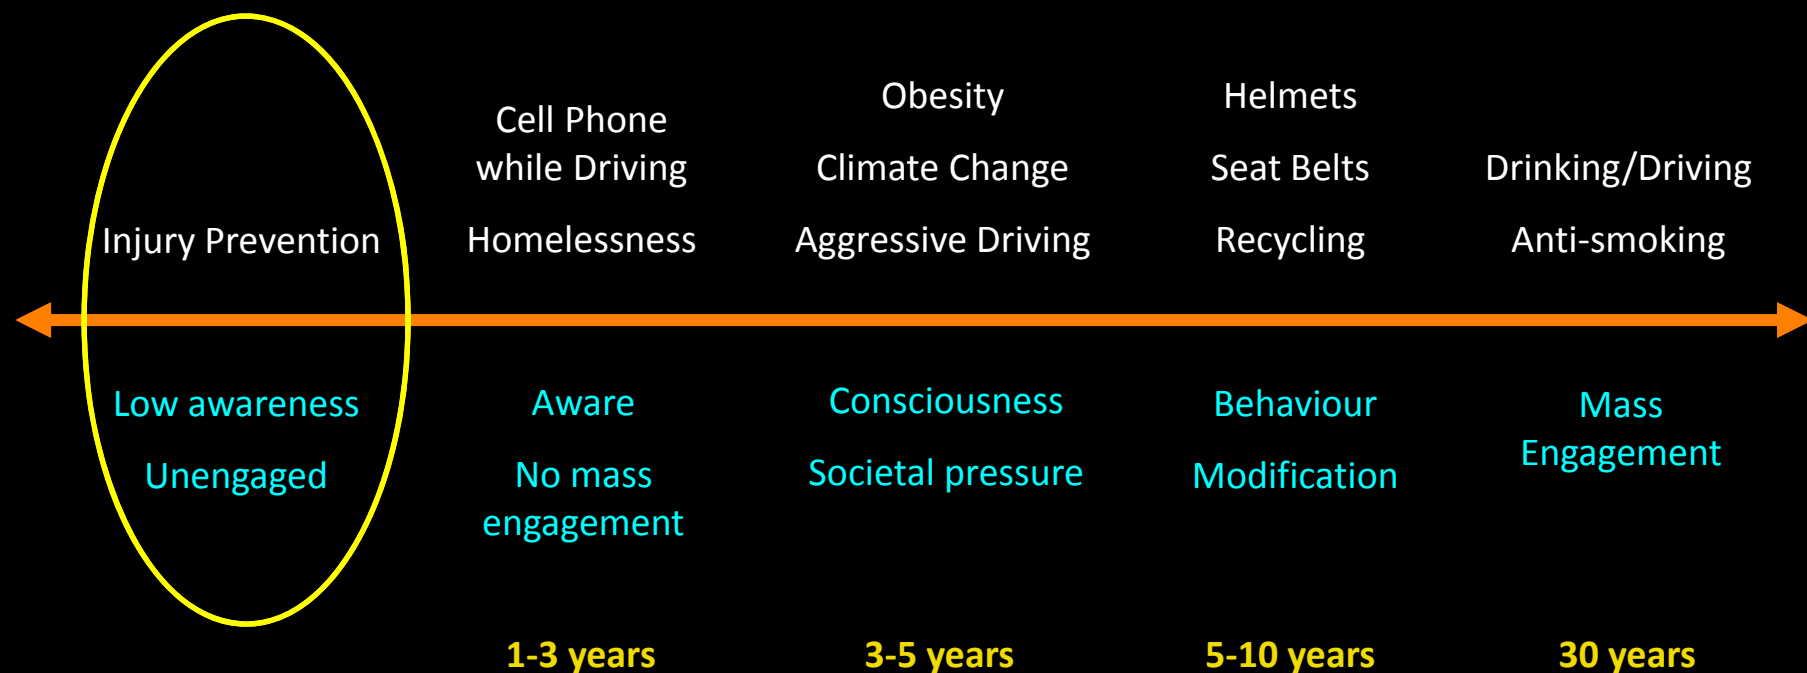 Injury Prevention
Cell Phone
while Driving
Homelessness
Obesity
Climate Change
Aggressive Driving
Helmets
Seat Belts
Recycling
Drinking/Driving
Anti-smoking
Low awareness
Unengaged
Aware
No mass
engagement
Consciousness
Societal pressure
Behaviour
Modification
Mass
Engagement
1-3 years
3-5 years
5-10 years
30 years